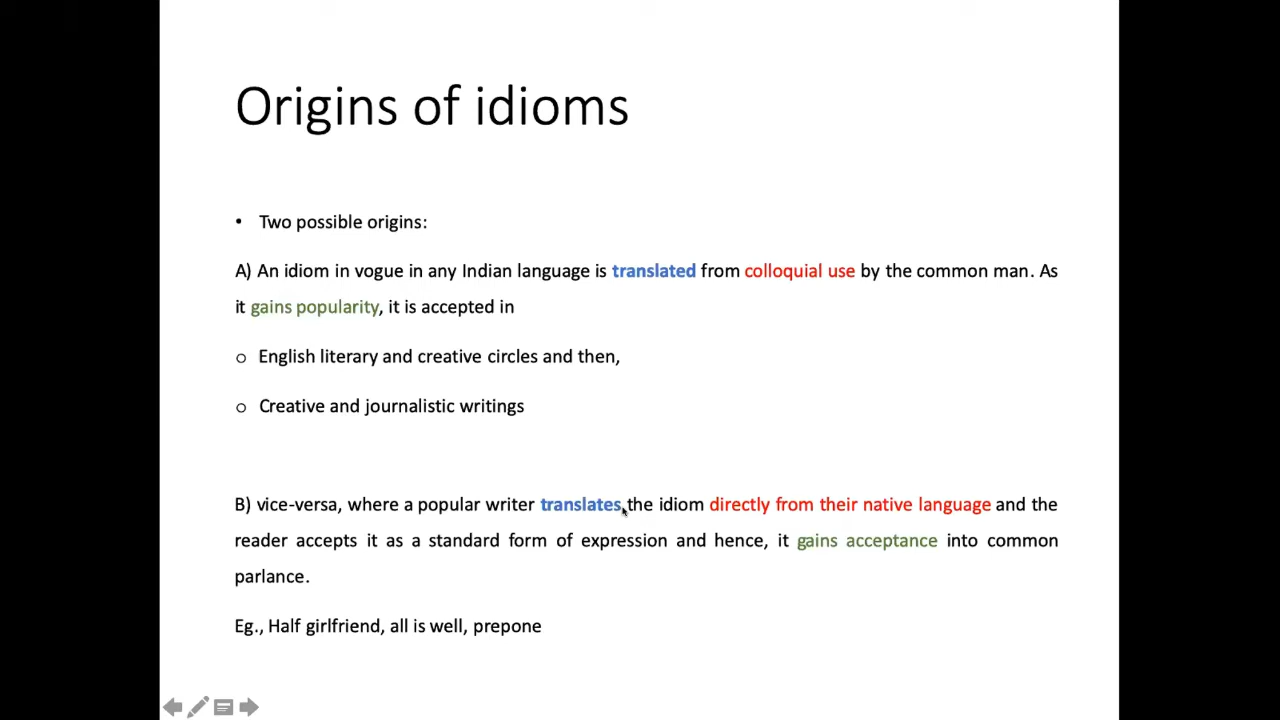 Origins of idioms
• Two possible origins:
A) An idiom in vogue in any Indian language is translated from colloquial use by the common man. As
it gains popularity, it is accepted in
o English literary and creative circles and then,
o Creative and journalistic writings
B) vice-versa, where a popular writer translates the idiom directly from their native language and the
reader accepts it as a standard form of expression and hence, it gains acceptance into common
parlance.
Eg., Half girlfriend, all is well, prepone